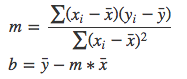 m = ∑(xᵢ − x̄)(yᵢ − ȳ) / ∑(xᵢ − x̄)2
b = ȳ − m * x̄